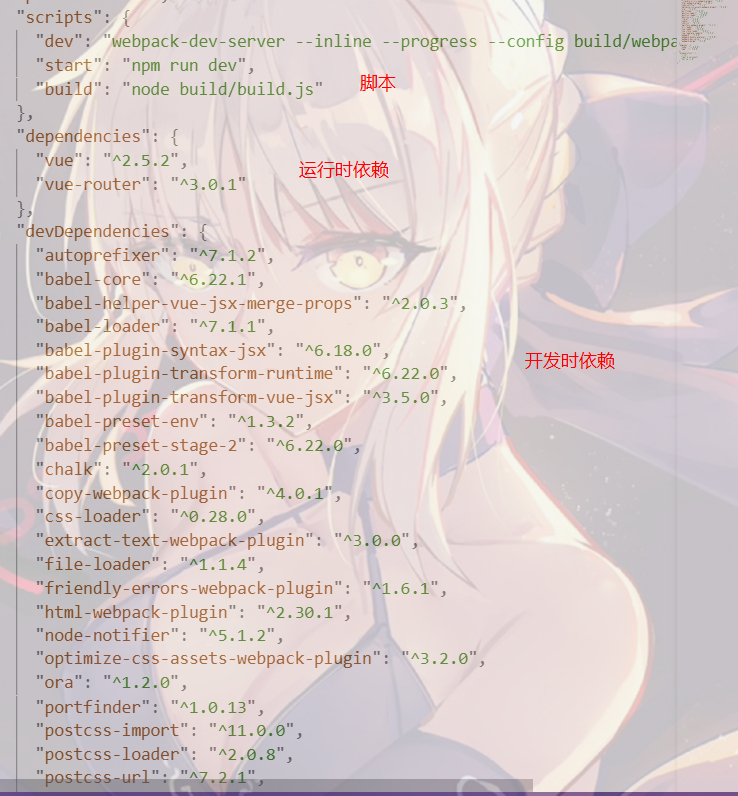 "scripts": {
"dev": "webpack-dev-server --inline --progress --config build/webpa
"start": "npm run dev",
"build": "node build/build.js"
脚本
},
"dependencies": {
"vue": "^2.5.2",
运行时依赖
"vue-router": "^3.0.1"
},
"devDependencies": {
"autoprefixer": "^7.1.2",
"babel-core": "^6.22.1",
"babel-helper-vue-jsx-merge-props": "^2.0.3",
"babel-loader": "^7.1.1",
"babel-plugin-syntax-jsx": "^6.18.0",
开发时依赖
"babel-plugin-transform-runtime": "^6.22.0",
"babel-plugin-transform-vue-jsx": "^3.5.0",
"babel-preset-env": "^1.3.2",
"babel-preset-stage-2": "^6.22.0",
"chalk": "^2.0.1",
"copy-webpack-plugin": "^4.0.1",
"css-loader": "^0.28.0",
"extract-text-webpack-plugin": "^3.0.0",
"file-loader": "^1.1.4",
"friendly-errors-webpack-plugin": "^1.6.1",
"html-webpack-plugin": "^2.30.1",
"node-notifier": "^5.1.2",
"optimize-css-assets-webpack-plugin": "^3.2.0",
"ora": "^1.2.0",
"portfinder": "^1.0.13",
"postcss-import": "^11.0.0",
"postcss-loader": "^2.0.8",
"postcss-url": "^7.2.1",